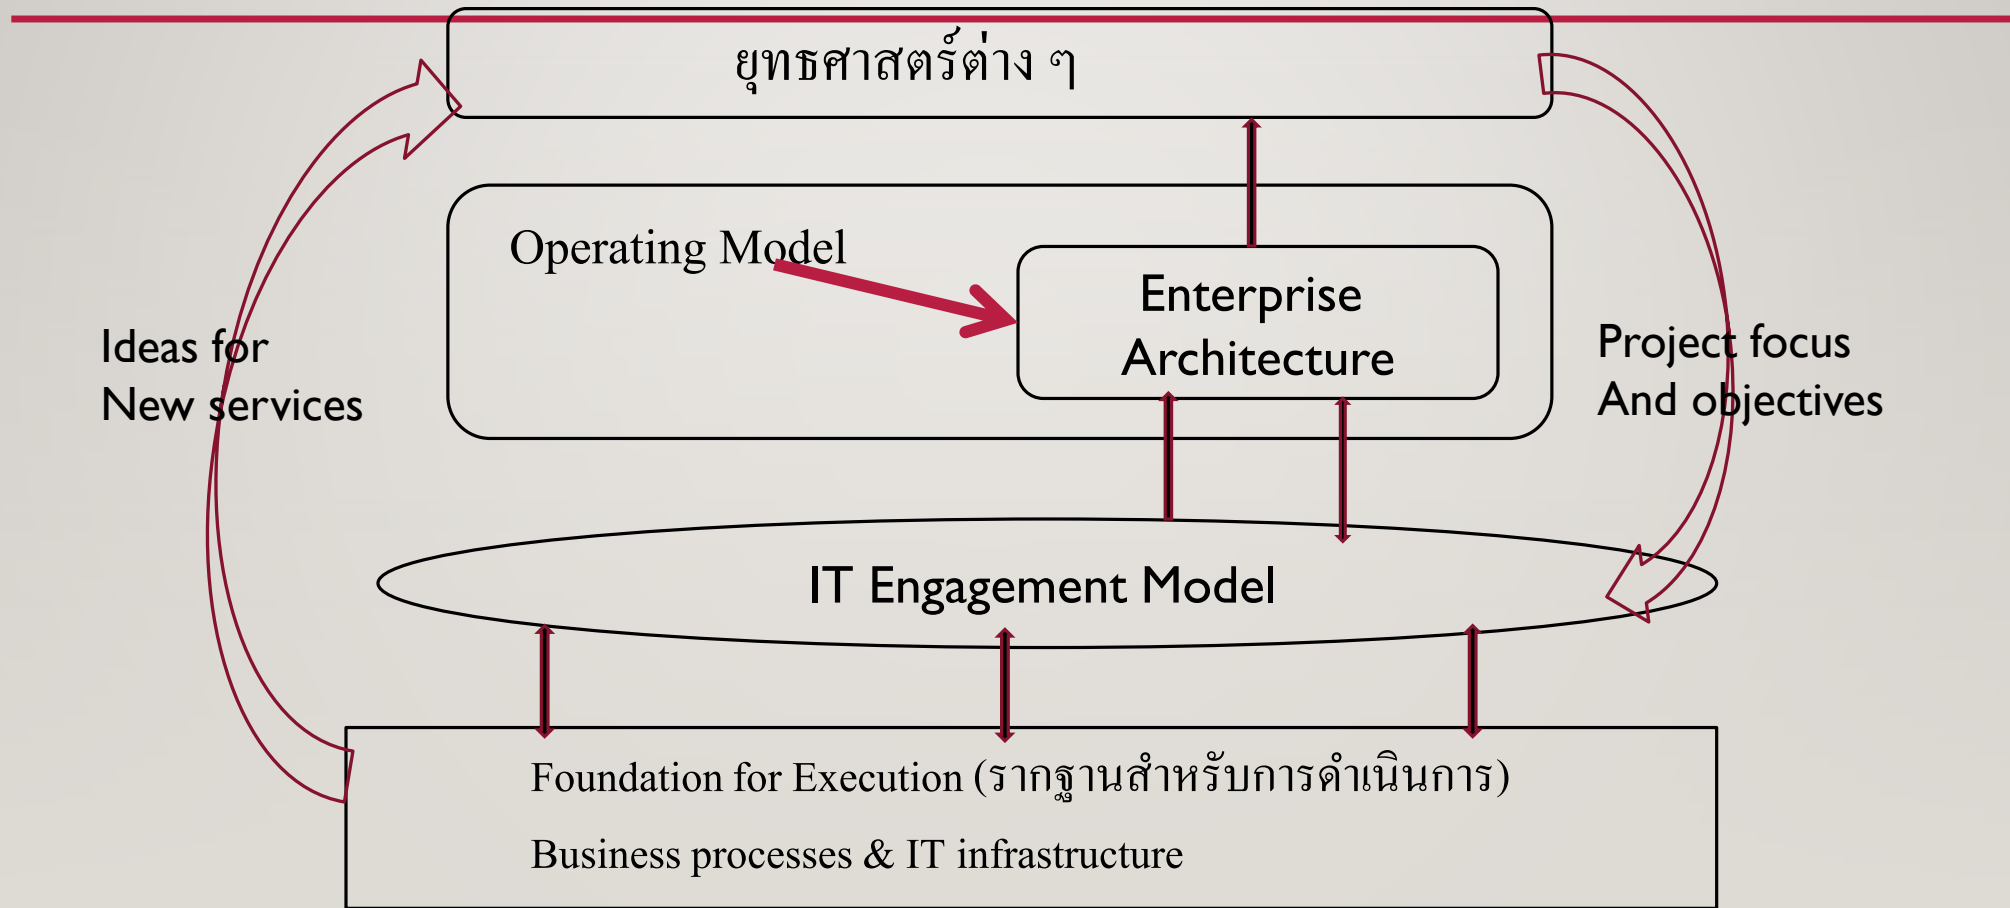 ยุทธศาสตร์ต่าง ๆ
Operating Model
Enterprise
Architecture
Ideas for
New services
Project focus
And objectives
IT Engagement Model
Foundation for Execution (รากฐานสำหรับการดำเนินการ)
Business processes & IT infrastructure